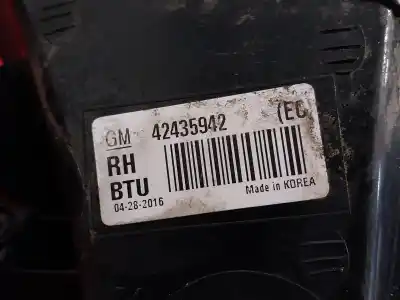 GM 42435942 (EC)
RH
BTU
04-28-2016 Made in KOREA